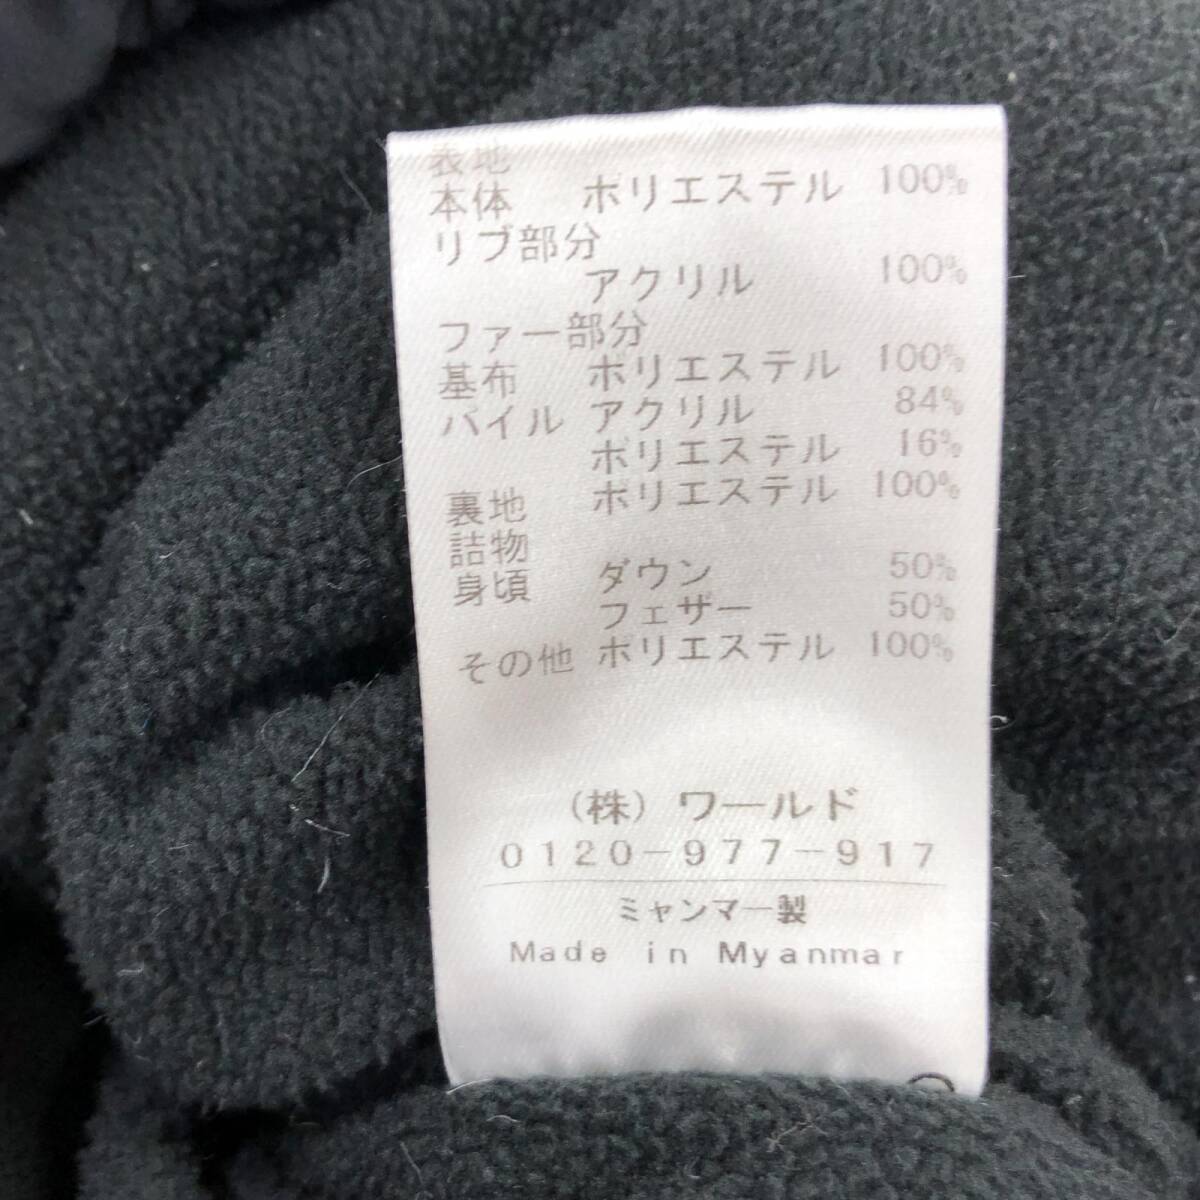 表地
本体 ポリエステル 100%
リブ部分
アクリル 100%
ファー部分
基布 ポリエステル 100%
パイル アクリル 84%
ポリエステル 16%
裏地 ポリエステル 100%
詰物
身頃 ダウン 50%
フェザー 50%
その他 ポリエステル 100%
(株) ワールド
0120-977-917
ミャンマー製
Made in Myanmar